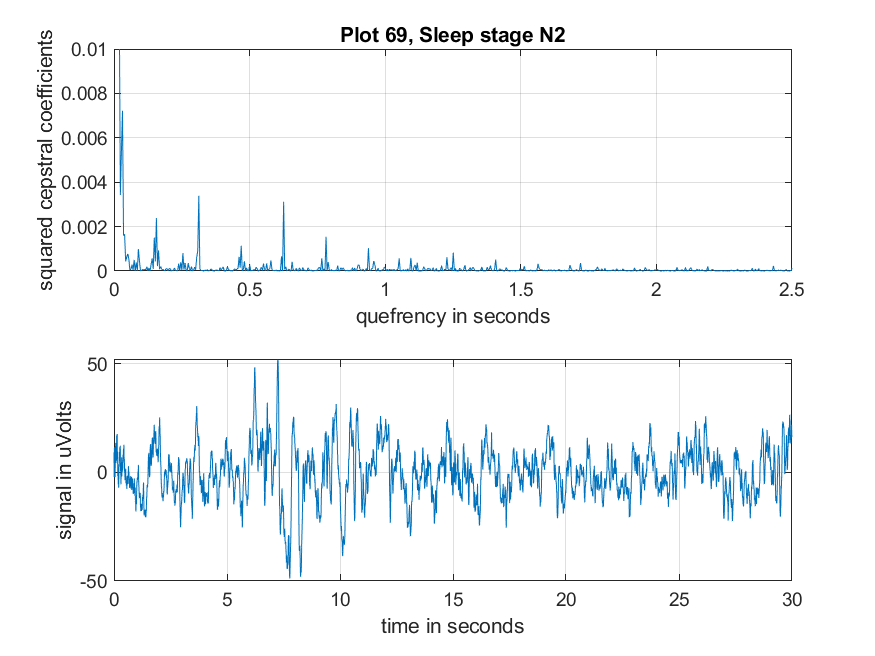 Plot 69, Sleep stage N2
squared cepstral coefficients
0.01
0.008
0.006
0.004
0.002
0
0 0.5 1 1.5 2 2.5
quefrency in seconds
signal in uVolts
50
0
-50
0 5 10 15 20 25 30
time in seconds